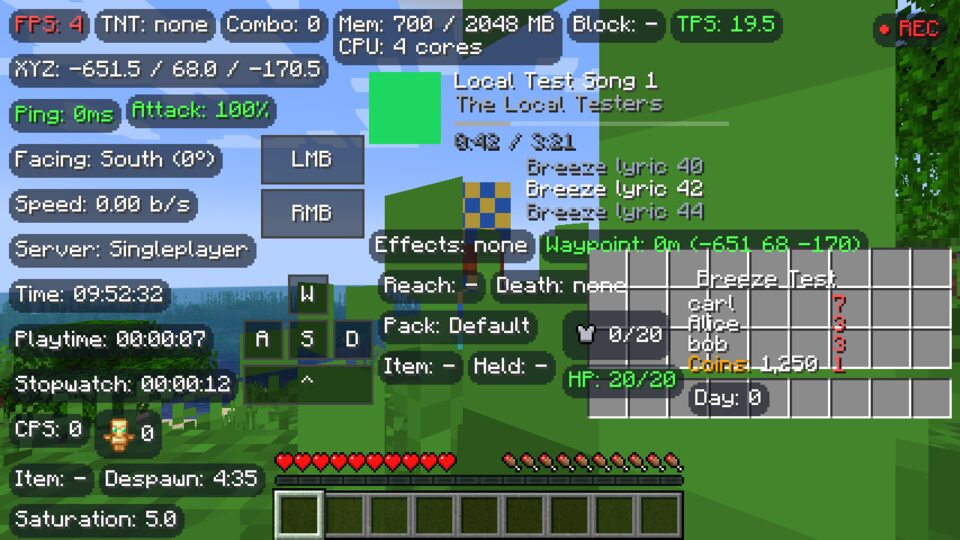 FPS: 4 TNT: none Combo: 0 Mem: 700 / 2048 MB Block: - TPS: 19.5 REC
CPU: 4 cores
XYZ: -651.5 / 68.0 / -170.5
Local Test Song 1
The Local Testers
Ping: 0ms Attack: 100%
0:42 / 3:21
Facing: South (0°) LMB
Breeze lyric 40
Breeze lyric 42
Breeze lyric 44
Speed: 0.00 b/s RMB
Server: Singleplayer Effects: none Waypoint: 0m (-651 68 -170)
Breeze Test
Time: 09:52:32 W Reach: - Death: none
carl 7
Alice 3
bob 3
Coins: 1,250 1
Playtime: 00:00:07 A S D Pack: Default 0/20
Stopwatch: 00:00:12 ^ Item: - Held: - HP: 20/20
Day: 0
CPS: 0 0
Item: - Despawn: 4:35
Saturation: 5.0